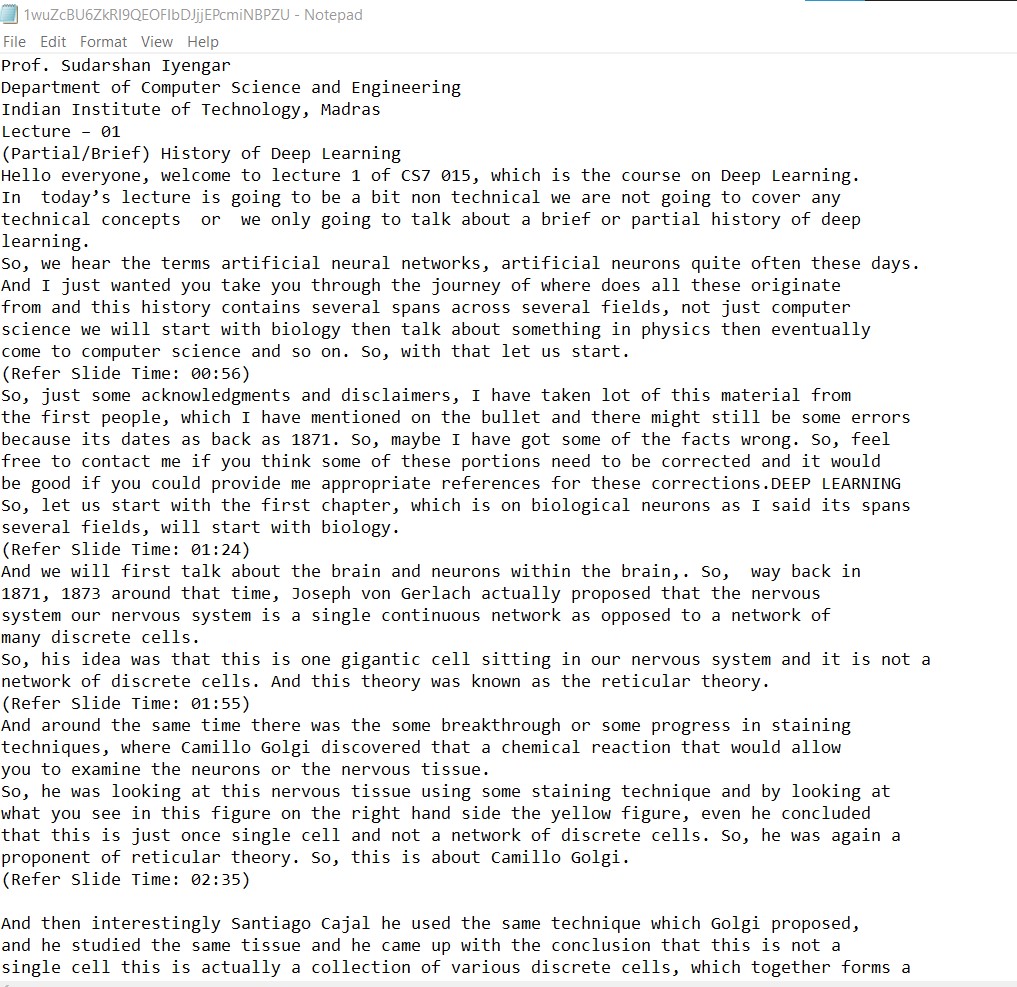 1wuZcBU6ZkRI9QEOFIbDJjjEPcmiNBPZU - Notepad
File Edit Format View Help
Prof. Sudarshan Iyengar
Department of Computer Science and Engineering
Indian Institute of Technology, Madras
Lecture – 01
(Partial/Brief) History of Deep Learning
Hello everyone, welcome to lecture 1 of CS7 015, which is the course on Deep Learning.
In  today’s lecture is going to be a bit non technical we are not going to cover any
technical concepts  or  we only going to talk about a brief or partial history of deep
learning.
So, we hear the terms artificial neural networks, artificial neurons quite often these days.
And I just wanted you take you through the journey of where does all these originate
from and this history contains several spans across several fields, not just computer
science we will start with biology then talk about something in physics then eventually
come to computer science and so on. So, with that let us start.
(Refer Slide Time: 00:56)
So, just some acknowledgments and disclaimers, I have taken lot of this material from
the first people, which I have mentioned on the bullet and there might still be some errors
because its dates as back as 1871. So, maybe I have got some of the facts wrong. So, feel
free to contact me if you think some of these portions need to be corrected and it would
be good if you could provide me appropriate references for these corrections.DEEP LEARNING
So, let us start with the first chapter, which is on biological neurons as I said its spans
several fields, will start with biology.
(Refer Slide Time: 01:24)
And we will first talk about the brain and neurons within the brain,. So,  way back in
1871, 1873 around that time, Joseph von Gerlach actually proposed that the nervous
system our nervous system is a single continuous network as opposed to a network of
many discrete cells.
So, his idea was that this is one gigantic cell sitting in our nervous system and it is not a
network of discrete cells. And this theory was known as the reticular theory.
(Refer Slide Time: 01:55)
And around the same time there was the some breakthrough or some progress in staining
techniques, where Camillo Golgi discovered that a chemical reaction that would allow
you to examine the neurons or the nervous tissue.
So, he was looking at this nervous tissue using some staining technique and by looking at
what you see in this figure on the right hand side the yellow figure, even he concluded
that this is just once single cell and not a network of discrete cells. So, he was again a
proponent of reticular theory. So, this is about Camillo Golgi.
(Refer Slide Time: 02:35)
And then interestingly Santiago Cajal he used the same technique which Golgi proposed,
and he studied the same tissue and he came up with the conclusion that this is not a
single cell this is actually a collection of various discrete cells, which together forms a